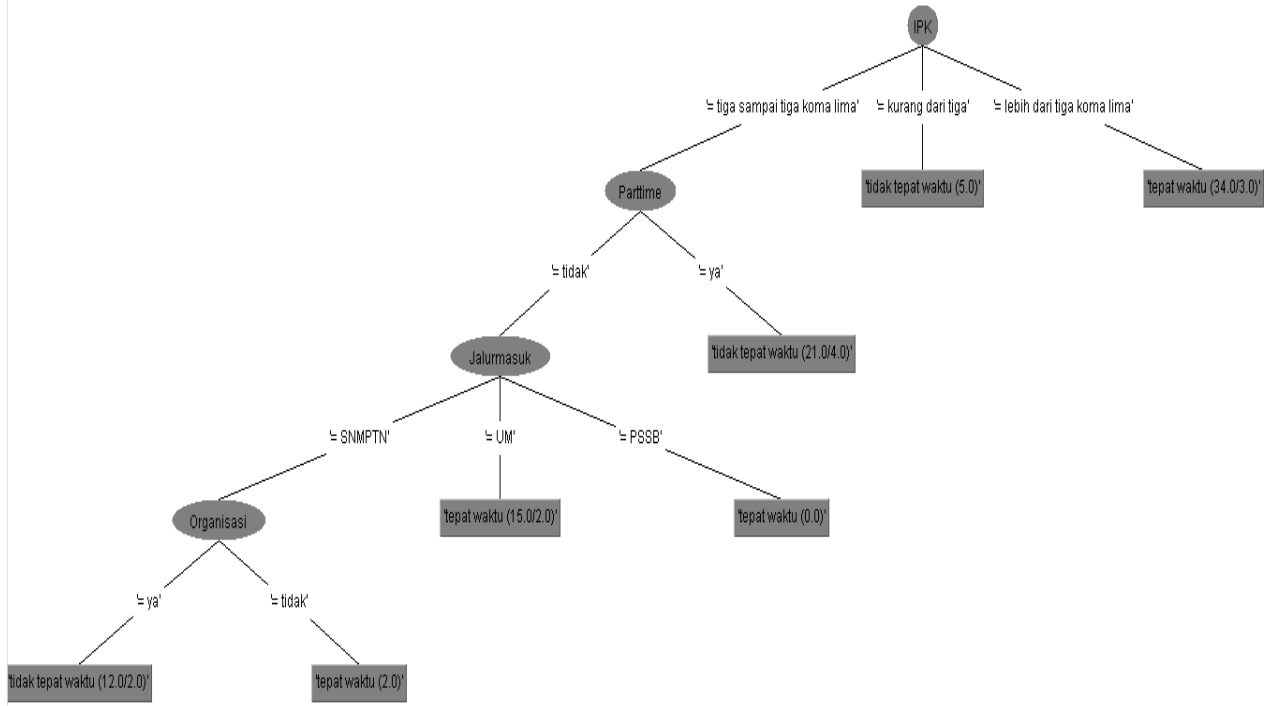 IPK
'= tiga sampai tiga koma lima'
'= kurang dari tiga'
'= lebih dari tiga koma lima'
Parttime
'tidak tepat waktu (5.0)'
'tepat waktu (34.0/3.0)'
'= tidak'
'= ya'
Jalurmasuk
'tidak tepat waktu (21.0/4.0)'
'= SNMPTN'
'= UM'
'= PSSB'
Organisasi
'tepat waktu (15.0/2.0)'
'tepat waktu (0.0)'
'= ya'
'= tidak'
'tidak tepat waktu (12.0/2.0)'
'tepat waktu (2.0)'